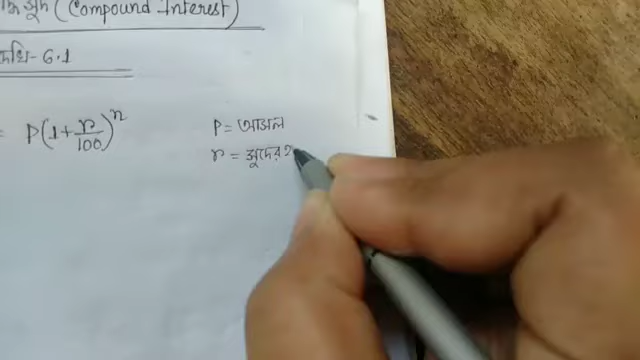 সুদ (Compound Interest)
দেখি-6.1
= P(1+r/100)^n
P = আসল
r = সুদের হ